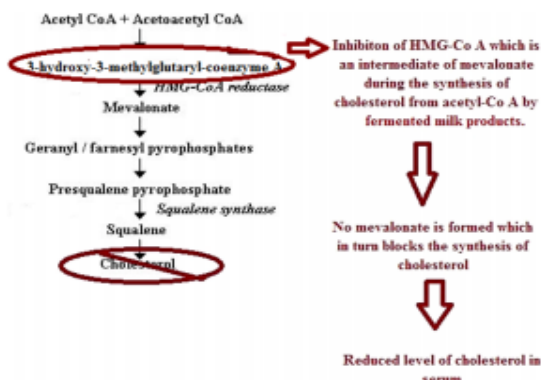 Acetyl CoA + Acetoacetyl CoA
3-hydroxy-3-methylglutaryl-coenzyme A
HMG-CoA reductase
Mevalonate
Geranyl / farnesyl pyrophosphates
Presqualene pyrophosphate
Squalene synthase
Squalene
Cholesterol
Inhibiton of HMG-Co A which is
an intermediate of mevalonate
during the synthesis of
cholesterol from acetyl-Co A by
fermented milk products.
No mevalonate is formed which
in turn blocks the synthesis of
cholesterol
Reduced level of cholesterol in
serum